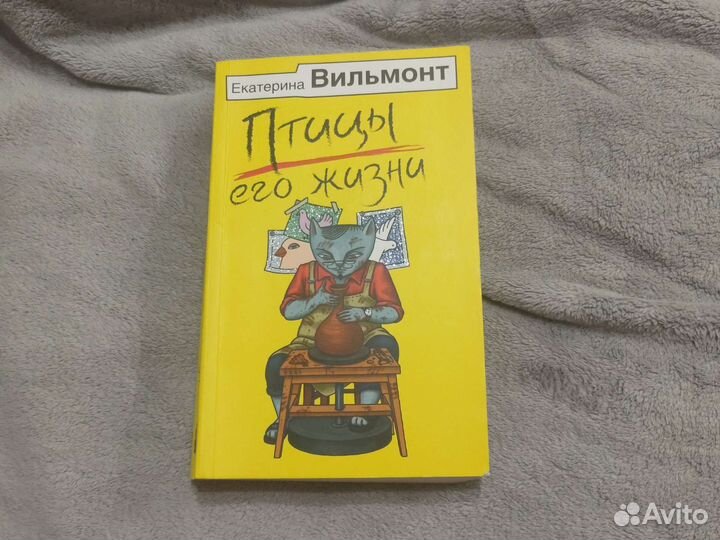 Екатерина Вильмонт
Птицы
его жизни
Avito